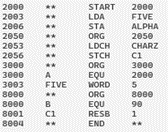 2000 ** START 2000
2003 ** LDA FIVE
2006 ** STA ALPHA
2050 ** ORG 2050
2053 ** LDCH CHARZ
2056 ** STCH C1
3000 ** ORG 3000
3000 A EQU 2000
3003 FIVE WORD 5
8000 ** ORG 8000
8000 B EQU 90
8001 C1 RESB 1
8004 ** END **